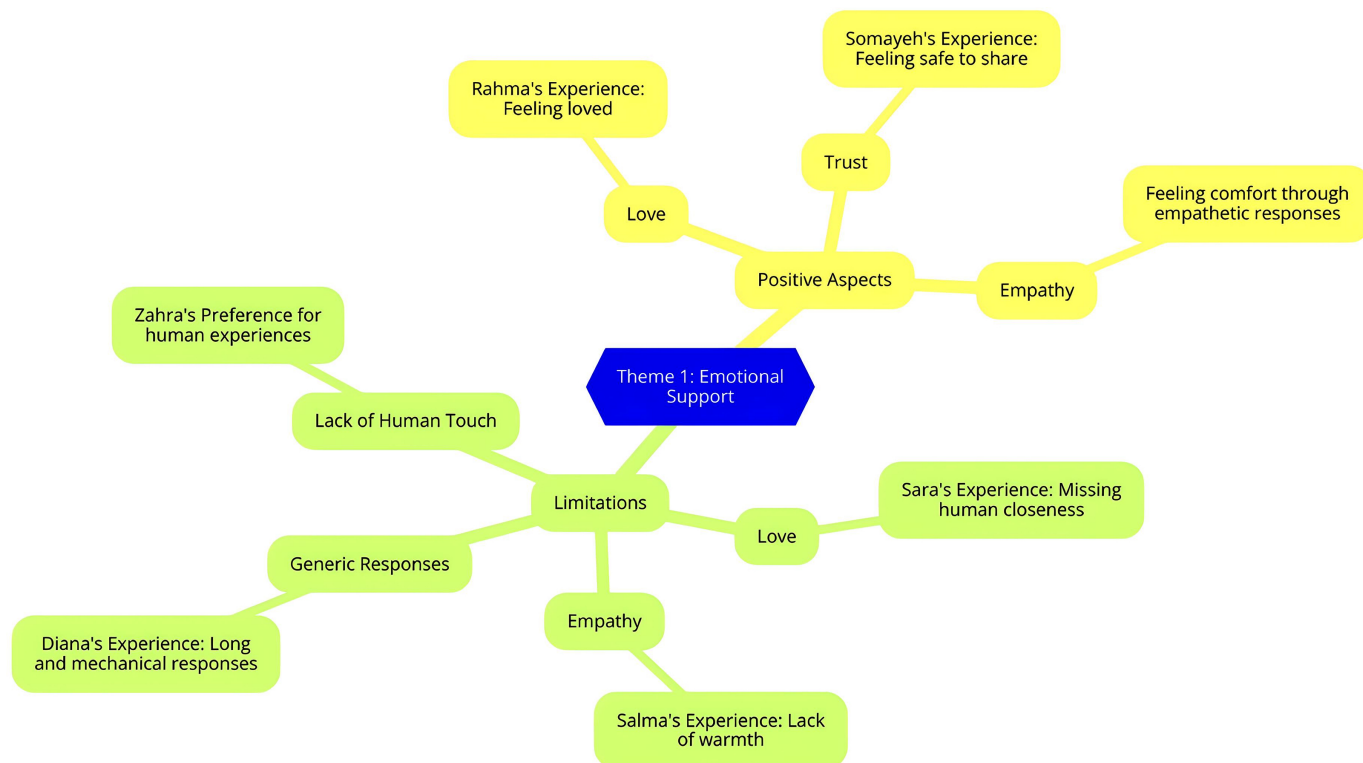 Somayeh's Experience:
Feeling safe to share
Rahma's Experience:
Feeling loved
Trust
Love
Feeling comfort through
empathetic responses
Positive Aspects
Empathy
Theme 1: Emotional
Support
Zahra's Preference for
human experiences
Lack of Human Touch
Limitations
Sara's Experience: Missing
human closeness
Love
Generic Responses
Empathy
Diana's Experience: Long
and mechanical responses
Salma's Experience: Lack
of warmth